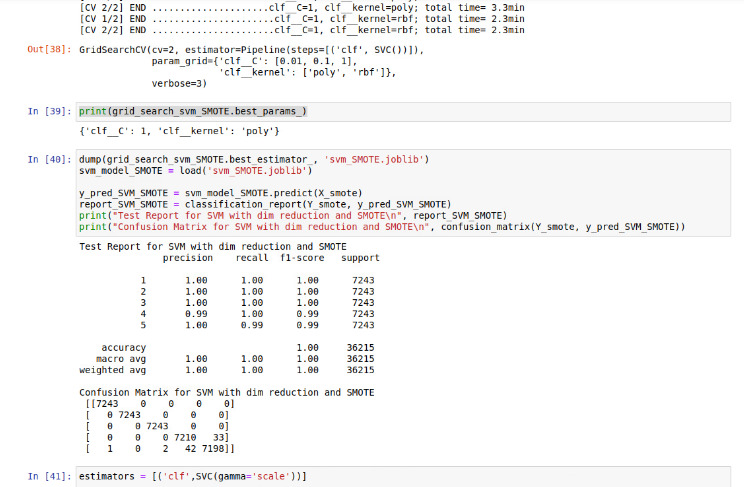 [CV 2/2] END .....................clf__C=1, clf__kernel=poly; total time= 3.3min
[CV 1/2] END ......................clf__C=1, clf__kernel=rbf; total time= 2.3min
[CV 2/2] END ......................clf__C=1, clf__kernel=rbf; total time= 2.3min
Out[38]: GridSearchCV(cv=2, estimator=Pipeline(steps=[('clf', SVC())]),
param_grid={'clf__C': [0.01, 0.1, 1],
'clf__kernel': ['poly', 'rbf']},
verbose=3)
In [39]: print(grid_search_svm_SMOTE.best_params_)
{'clf__C': 1, 'clf__kernel': 'poly'}
In [40]: dump(grid_search_svm_SMOTE.best_estimator_, 'svm_SMOTE.joblib')
svm_model_SMOTE = load('svm_SMOTE.joblib')
y_pred_SVM_SMOTE = svm_model_SMOTE.predict(X_smote)
report_SVM_SMOTE = classification_report(Y_smote, y_pred_SVM_SMOTE)
print("Test Report for SVM with dim reduction and SMOTE\n", report_SVM_SMOTE)
print("Confusion Matrix for SVM with dim reduction and SMOTE\n", confusion_matrix(Y_smote, y_pred_SVM_SMOTE))
Test Report for SVM with dim reduction and SMOTE
precision recall f1-score support
1 1.00 1.00 1.00 7243
2 1.00 1.00 1.00 7243
3 1.00 1.00 1.00 7243
4 0.99 1.00 0.99 7243
5 1.00 0.99 0.99 7243
accuracy 1.00 36215
macro avg 1.00 1.00 1.00 36215
weighted avg 1.00 1.00 1.00 36215
Confusion Matrix for SVM with dim reduction and SMOTE
[[7243 0 0 0 0]
[ 0 7243 0 0 0]
[ 0 0 7243 0 0]
[ 0 0 0 7210 33]
[ 1 0 2 42 7198]]
In [41]: estimators = [('clf',SVC(gamma='scale'))]